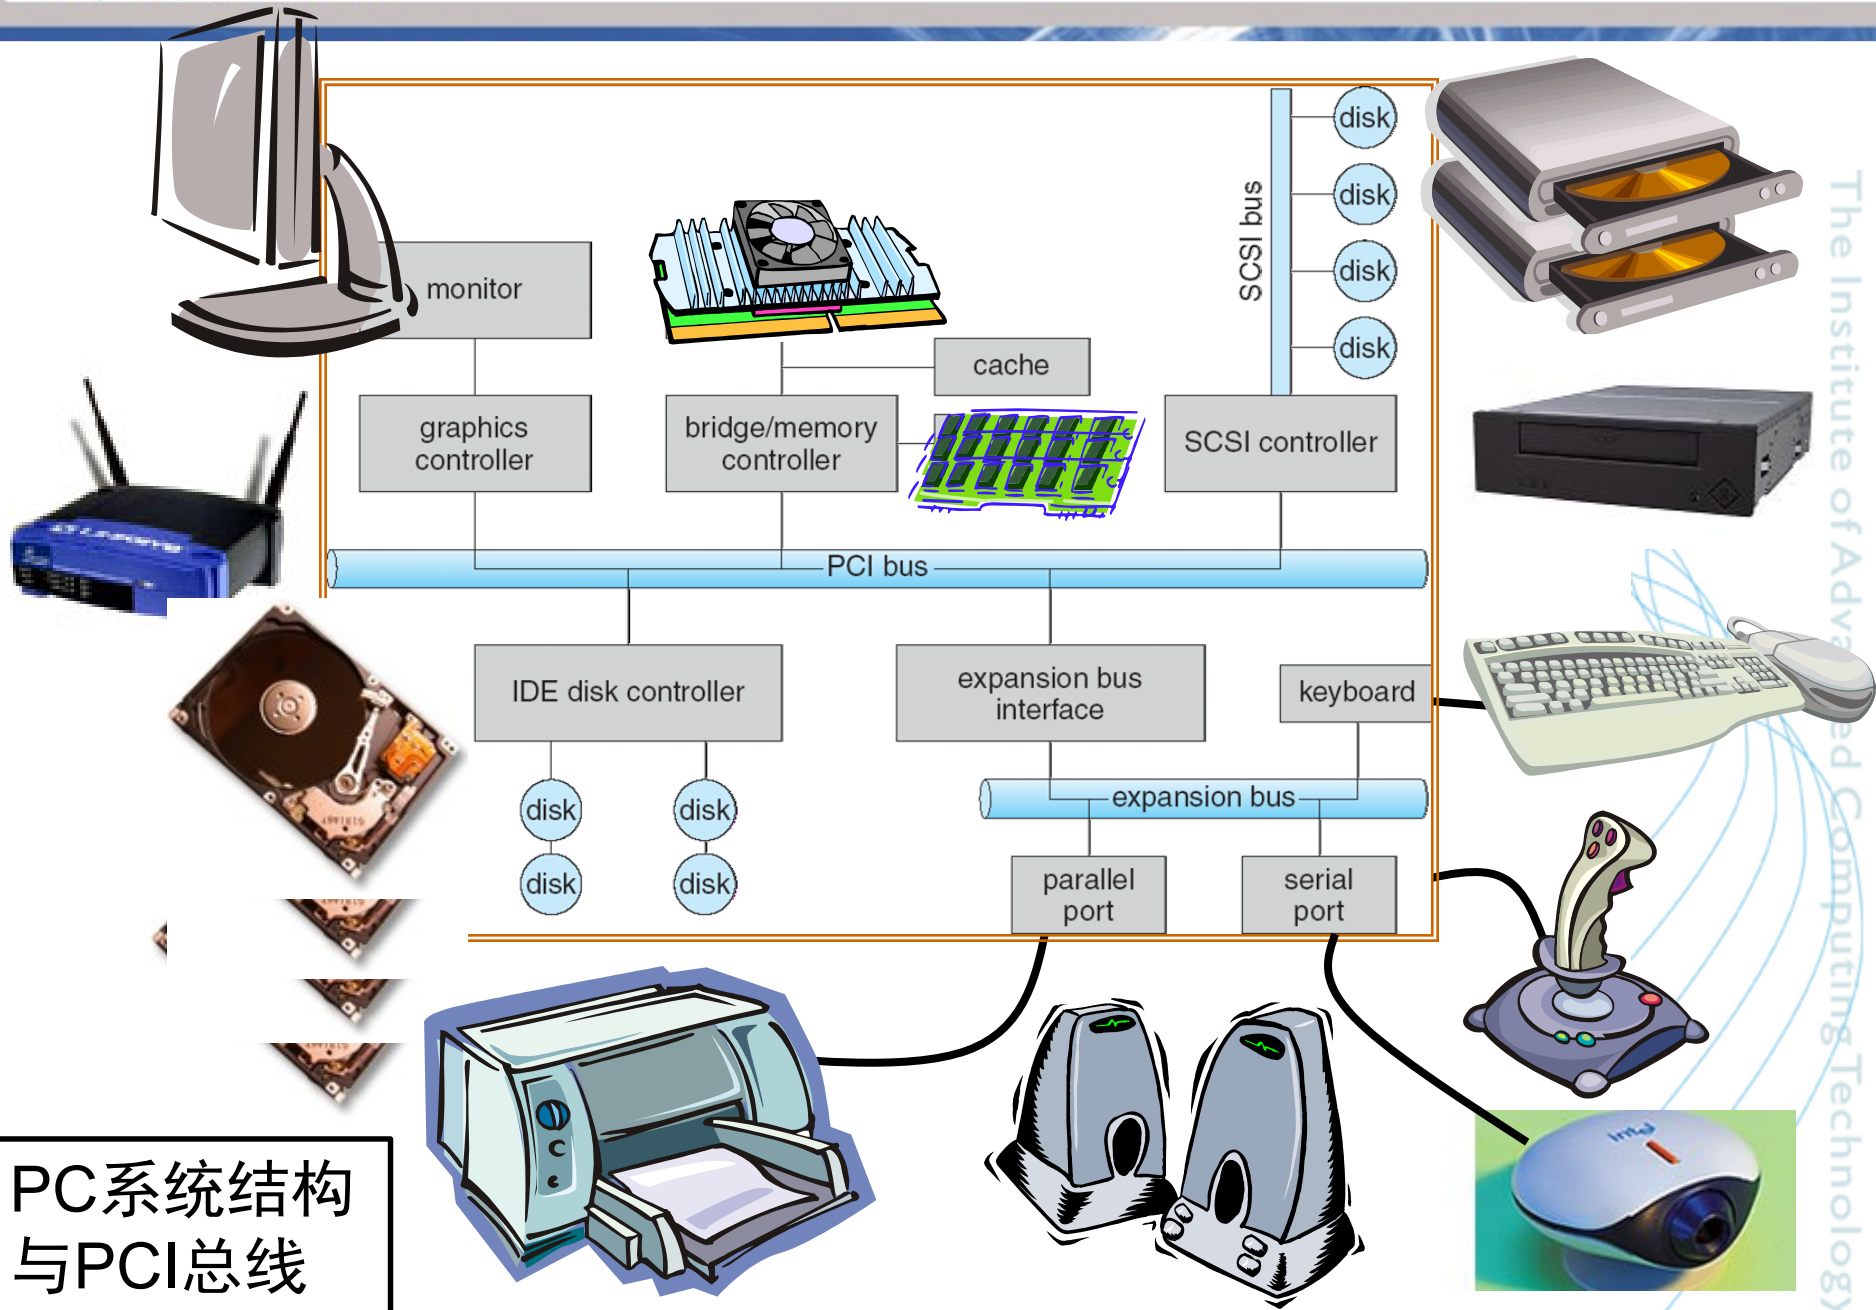 disk
disk
disk
disk
SCSI bus
monitor
cache
graphics
controller
bridge/memory
controller
SCSI controller
PCI bus
IDE disk controller
expansion bus
interface
keyboard
disk
disk
expansion bus
disk
disk
parallel
port
serial
port
intel
PC系统结构
与PCI总线
The Institute of Advanced Computing Technology